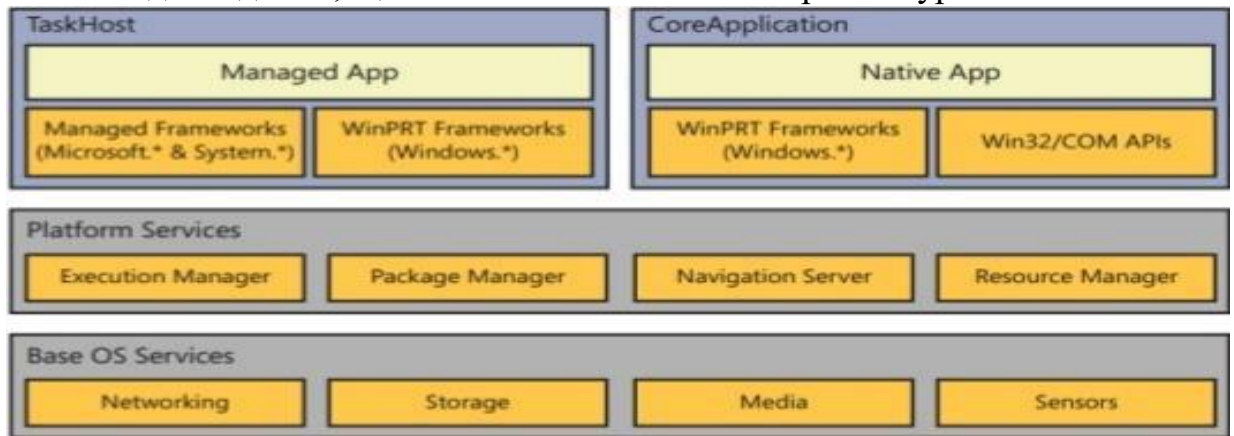 TaskHost
Managed App
Managed Frameworks
(Microsoft.* & System.*)
WinPRT Frameworks
(Windows.*)
CoreApplication
Native App
WinPRT Frameworks
(Windows.*)
Win32/COM APIs
Platform Services
Execution Manager
Package Manager
Navigation Server
Resource Manager
Base OS Services
Networking
Storage
Media
Sensors